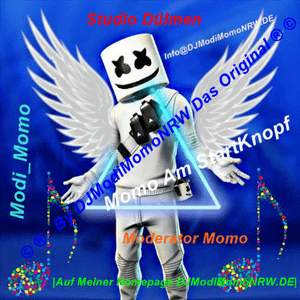 Studio Dülmen
Info@DJModiMomoNRW.DE
© ® By DJModiMomoNRW Das Original ® ©
Modi_Momo
Momo Am StartKnopf
Moderator Momo
|Auf Meiner Homepage DJModiMomoNRW.DE|